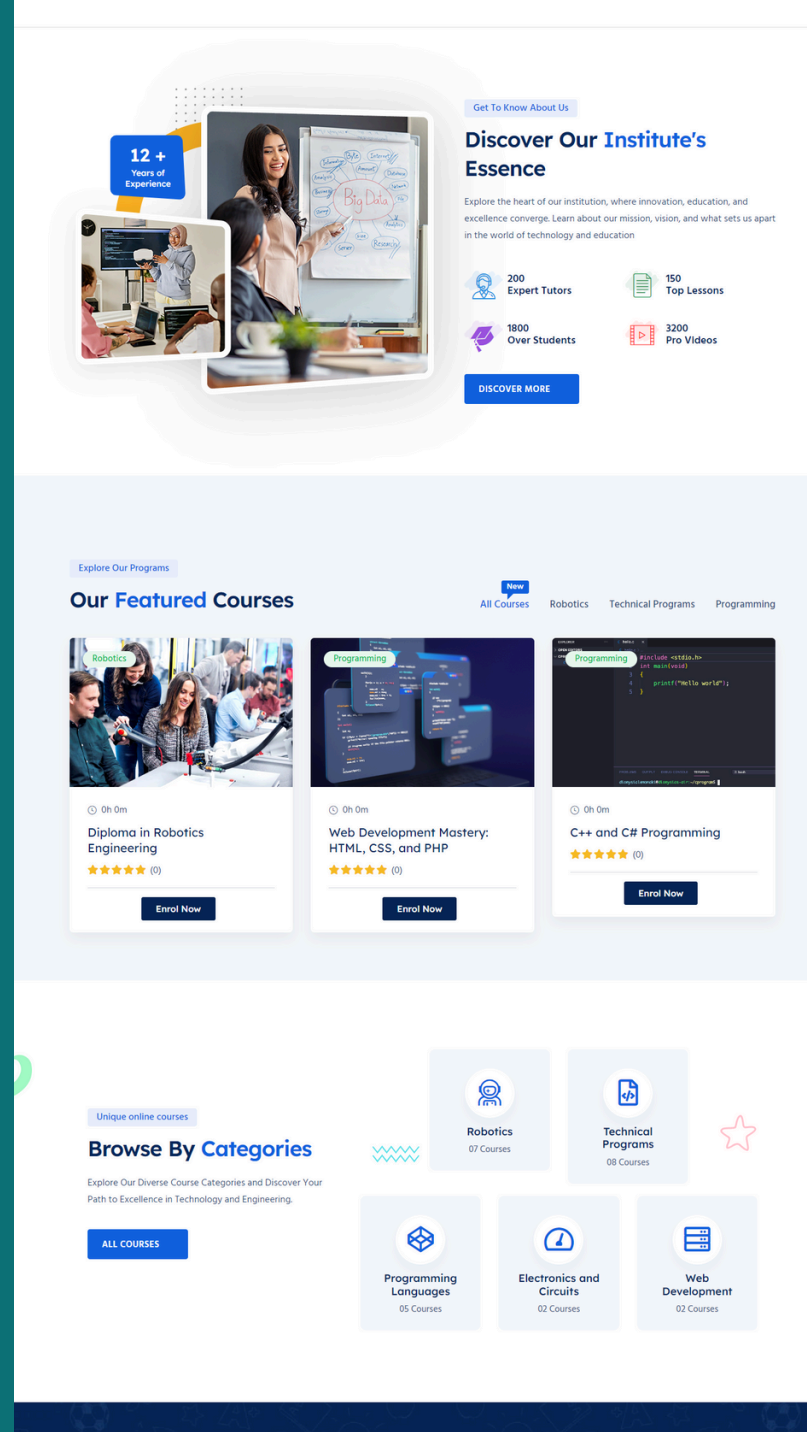 Get To Know About Us
Discover Our Institute's
Essence
Explore the heart of our institution, where innovation, education, and
excellence converge. Learn about our mission, vision, and what sets us apart
in the world of technology and education
12 +
Years of
Experience
Big Data
Research
200
Expert Tutors
150
Top Lessons
1800
Over Students
3200
Pro Videos
DISCOVER MORE
Explore Our Programs
Our Featured Courses
New
All Courses
Robotics
Technical Programs
Programming
Robotics
Programming
Programming
#include <stdio.h>
int main(void)
{
printf("Hello world");
}
0h 0m
Diploma in Robotics
Engineering
(0)
Enrol Now
0h 0m
Web Development Mastery:
HTML, CSS, and PHP
(0)
Enrol Now
0h 0m
C++ and C# Programming
(0)
Enrol Now
Unique online courses
Browse By Categories
Explore Our Diverse Course Categories and Discover Your
Path to Excellence in Technology and Engineering.
ALL COURSES
Robotics
07 Courses
Technical
Programs
08 Courses
Programming
Languages
05 Courses
Electronics and
Circuits
02 Courses
Web
Development
02 Courses